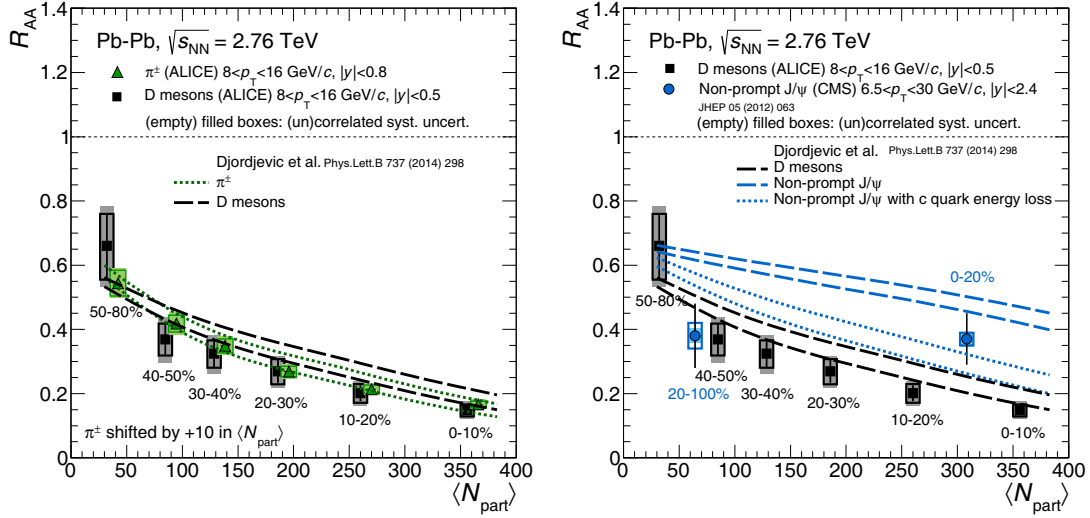 R_AA
1.4
1.2
1
0.8
0.6
0.4
0.2
0
Pb-Pb, √s_NN = 2.76 TeV
π± (ALICE) 8<p_T<16 GeV/c, |y|<0.8
D mesons (ALICE) 8<p_T<16 GeV/c, |y|<0.5
(empty) filled boxes: (un)correlated syst. uncert.
Djordjevic et al. Phys.Lett.B 737 (2014) 298
π±
D mesons
50-80%
40-50%
30-40%
20-30%
10-20%
0-10%
π± shifted by +10 in ⟨N_part⟩
0 50 100 150 200 250 300 350 400
⟨N_part⟩
R_AA
1.4
1.2
1
0.8
0.6
0.4
0.2
0
Pb-Pb, √s_NN = 2.76 TeV
D mesons (ALICE) 8<p_T<16 GeV/c, |y|<0.5
Non-prompt J/ψ (CMS) 6.5<p_T<30 GeV/c, |y|<2.4
JHEP 05 (2012) 063
(empty) filled boxes: (un)correlated syst. uncert.
Djordjevic et al. Phys.Lett.B 737 (2014) 298
D mesons
Non-prompt J/ψ
Non-prompt J/ψ with c quark energy loss
0-20%
50-80%
40-50%
20-100%
30-40%
20-30%
10-20%
0-10%
0 50 100 150 200 250 300 350 400
⟨N_part⟩